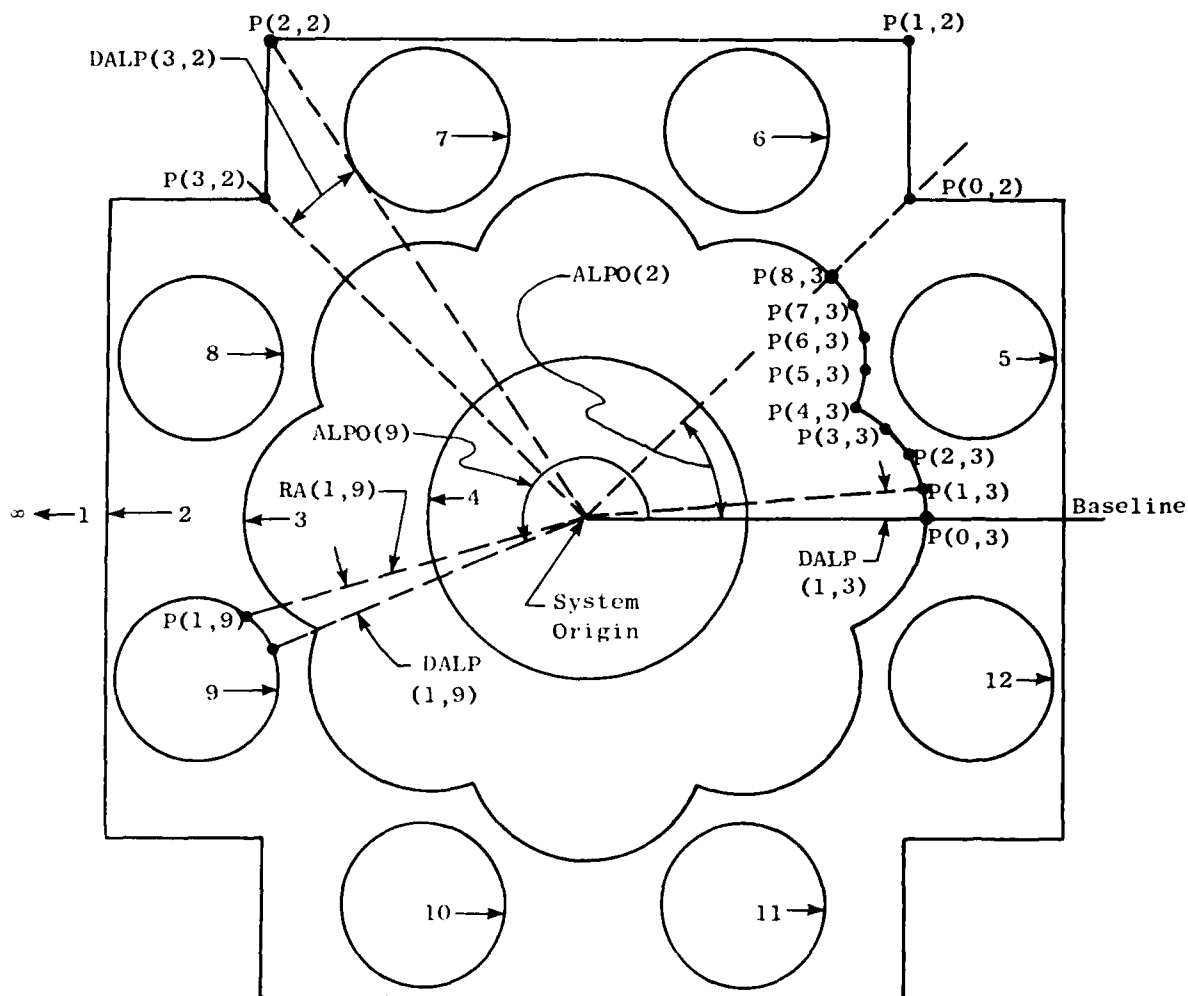 P(2,2)
P(1,2)
DALP(3,2)
7
6
P(3,2)
P(0,2)
ALPO(2)
P(8,3)
P(7,3)
P(6,3)
8
5
P(5,3)
P(4,3)
ALPO(9)
P(3,3)
P(2,3)
RA(1,9)
P(1,3)
4
∞
1
2
3
Baseline
P(0,3)
DALP
(1,3)
System
Origin
P(1,9)
DALP
(1,9)
9
12
10
11